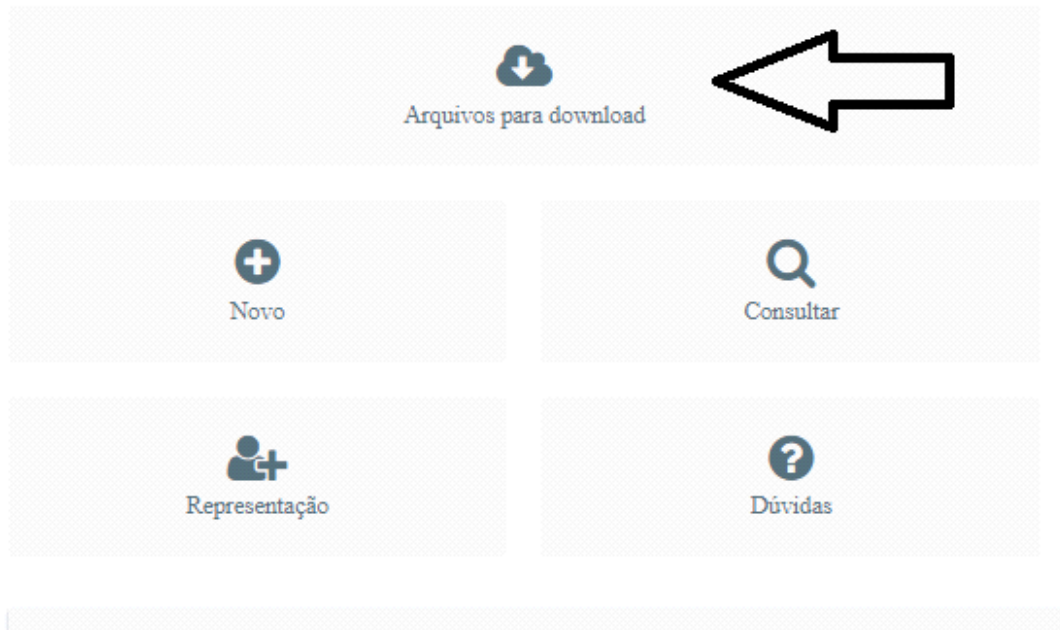 Arquivos para download
Novo
Consultar
Representação
Dúvidas